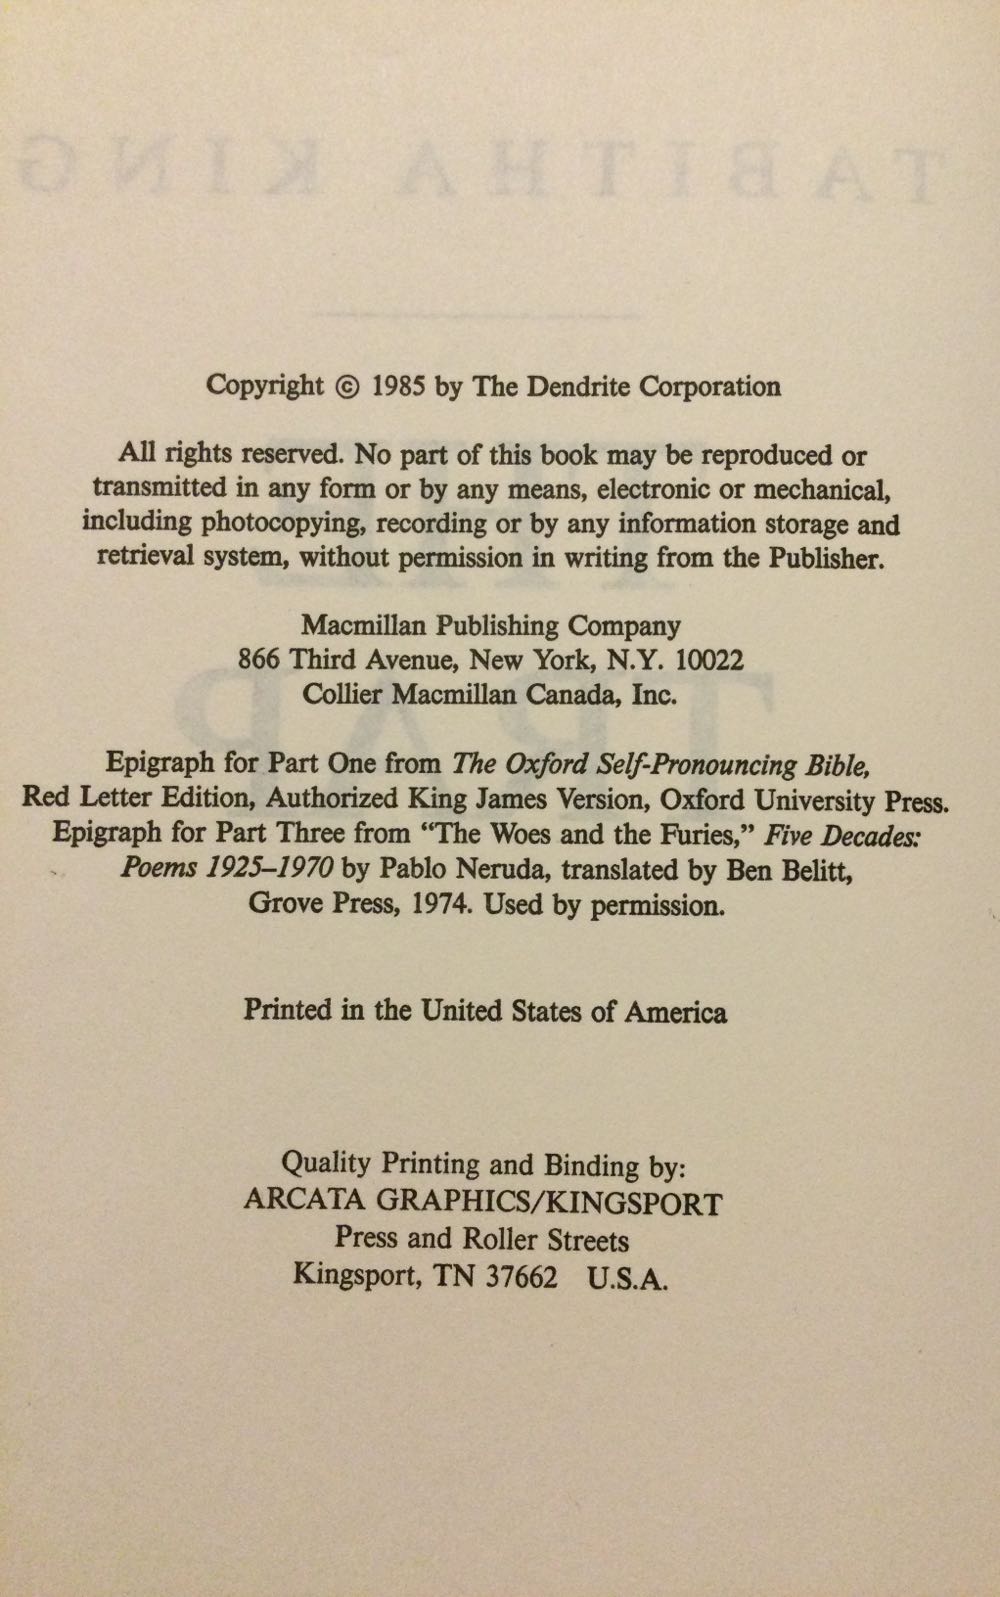 TABITHA KING
THE
TRAP
Copyright © 1985 by The Dendrite Corporation
All rights reserved. No part of this book may be reproduced or
transmitted in any form or by any means, electronic or mechanical,
including photocopying, recording or by any information storage and
retrieval system, without permission in writing from the Publisher.
Macmillan Publishing Company
866 Third Avenue, New York, N.Y. 10022
Collier Macmillan Canada, Inc.
Epigraph for Part One from The Oxford Self-Pronouncing Bible,
Red Letter Edition, Authorized King James Version, Oxford University Press.
Epigraph for Part Three from “The Woes and the Furies,” Five Decades:
Poems 1925–1970 by Pablo Neruda, translated by Ben Belitt,
Grove Press, 1974. Used by permission.
Printed in the United States of America
Quality Printing and Binding by:
ARCATA GRAPHICS/KINGSPORT
Press and Roller Streets
Kingsport, TN 37662 U.S.A.